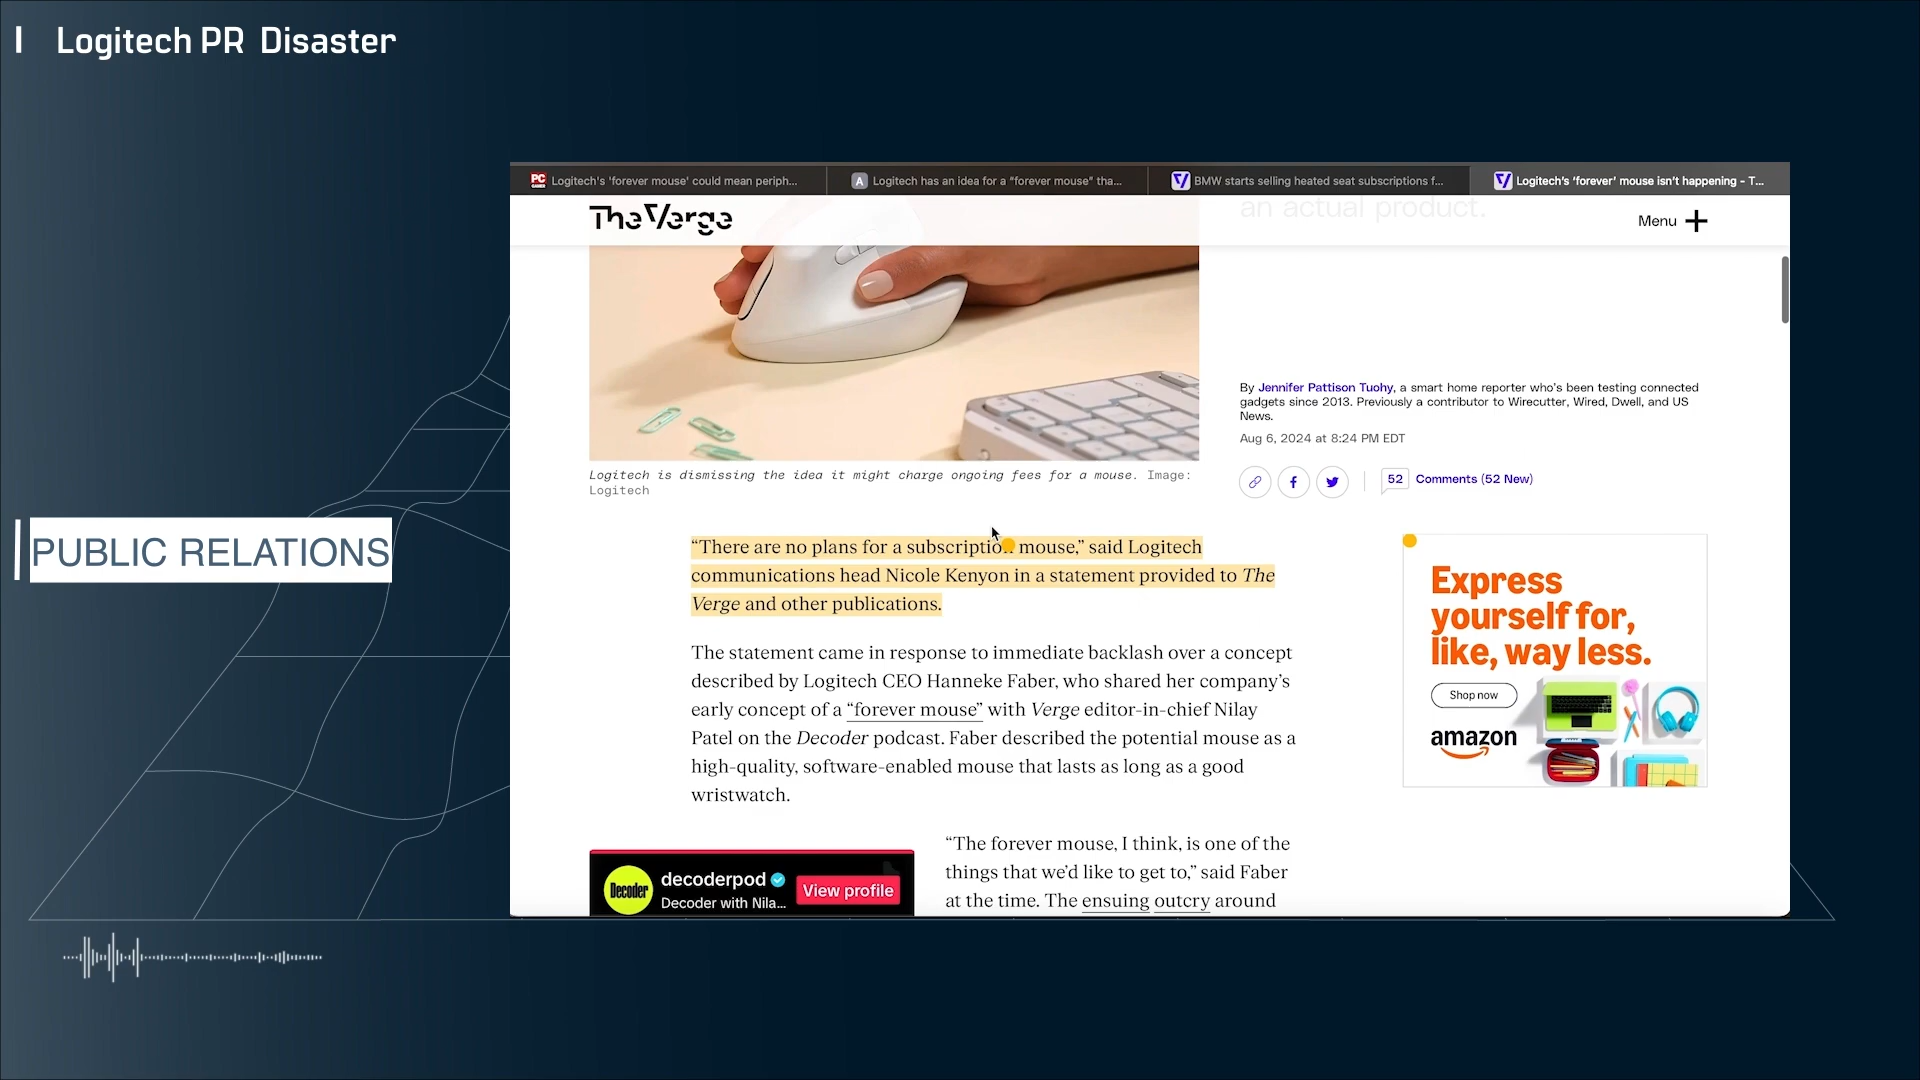 Logitech PR Disaster
PUBLIC RELATIONS
PC GAMER
Logitech's 'forever mouse' could mean periph...
A
Logitech has an idea for a “forever mouse” tha...
BMW starts selling heated seat subscriptions f...
Logitech's ‘forever’ mouse isn't happening - T...
The Verge
Menu
an actual product.
By Jennifer Pattison Tuohy, a smart home reporter who's been testing connected
gadgets since 2013. Previously a contributor to Wirecutter, Wired, Dwell, and US
News.
Aug 6, 2024 at 8:24 PM EDT
52 Comments (52 New)
Logitech is dismissing the idea it might charge ongoing fees for a mouse. Image:
Logitech
“There are no plans for a subscription mouse,” said Logitech
communications head Nicole Kenyon in a statement provided to The
Verge and other publications.
The statement came in response to immediate backlash over a concept
described by Logitech CEO Hanneke Faber, who shared her company's
early concept of a “forever mouse” with Verge editor-in-chief Nilay
Patel on the Decoder podcast. Faber described the potential mouse as a
high-quality, software-enabled mouse that lasts as long as a good
wristwatch.
Express
yourself for,
like, way less.
Shop now
amazon
Decoder
decoderpod
Decoder with Nila...
View profile
“The forever mouse, I think, is one of the
things that we'd like to get to,” said Faber
at the time. The ensuing outcry around